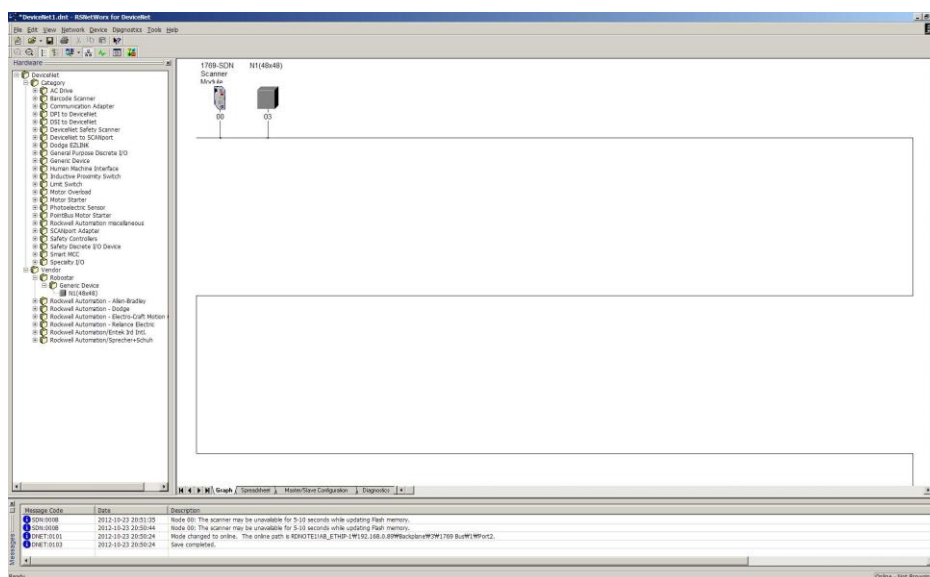 *DeviceNet1.dnt - RSNetWorx for DeviceNet
File Edit View Network Device Diagnostics Tools Help
Hardware
DeviceNet
Category
AC Drive
Barcode Scanner
Communication Adapter
DPI to DeviceNet
DSI to DeviceNet
DeviceNet Safety Scanner
DeviceNet to SCANport
Dodge EZLINK
General Purpose Discrete I/O
Generic Device
Human Machine Interface
Inductive Proximity Switch
Limit Switch
Motor Overload
Motor Starter
Photoelectric Sensor
PointBus Motor Starter
Rockwell Automation miscellaneous
SCANport Adapter
Safety Controllers
Safety Discrete I/O Device
Smart MCC
Specialty I/O
Vendor
Robostar
Generic Device
N1(48x48)
Rockwell Automation - Allen-Bradley
Rockwell Automation - Dodge
Rockwell Automation - Electro-Craft Motion
Rockwell Automation - Reliance Electric
Rockwell Automation/Entek Ird Intl.
Rockwell Automation/Sprecher+Schuh
1769-SDN
Scanner
Module
00
N1(48x48)
03
Graph Spreadsheet Master/Slave Configuration Diagnostics
Messages
Message Code Date Description
SDN:000B 2012-10-23 20:51:35 Node 00: The scanner may be unavailable for 5-10 seconds while updating Flash memory.
SDN:000B 2012-10-23 20:50:44 Node 00: The scanner may be unavailable for 5-10 seconds while updating Flash memory.
DNET:0101 2012-10-23 20:50:24 Mode changed to online. The online path is RDNOTE1!AB_ETHIP-1₩192.168.0.89₩Backplane₩3₩1769 Bus₩1₩Port2.
DNET:0103 2012-10-23 20:50:24 Save completed.
Ready
Online - Not Browsing